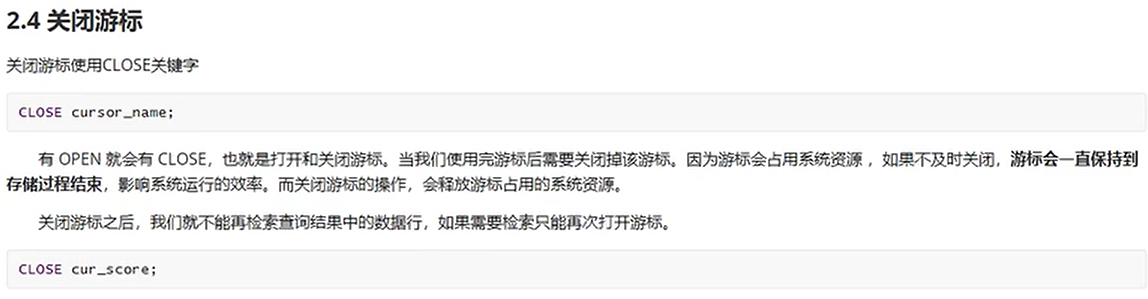 2.4 关闭游标
关闭游标使用CLOSE关键字
CLOSE cursor_name;
有 OPEN 就会有 CLOSE，也就是打开和关闭游标。当我们使用完游标后需要关闭掉该游标。因为游标会占用系统资源 ，如果不及时关闭，游标会一直保持到
存储过程结束，影响系统运行的效率。而关闭游标的操作，会释放游标占用的系统资源。
关闭游标之后，我们就不能再检索查询结果中的数据行，如果需要检索只能再次打开游标。
CLOSE cur_score;